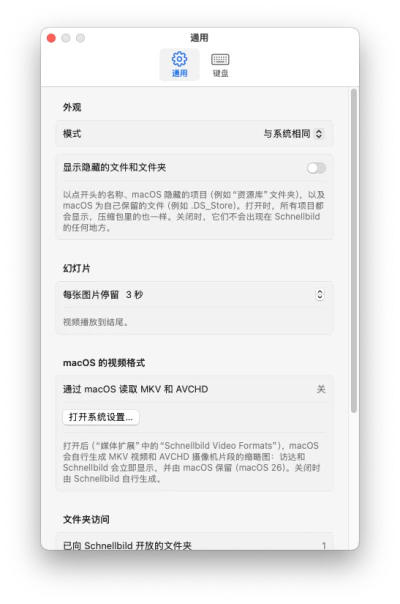 通用
通用
键盘
外观
模式
与系统相同
显示隐藏的文件和文件夹
以点开头的名称、macOS 隐藏的项目 (例如“资源库”文件夹)，以及
macOS 为自己保留的文件 (例如 .DS_Store)。打开时，所有项目都
会显示，压缩包里的也一样。关闭时，它们不会出现在 Schnellbild
的任何地方。
幻灯片
每张图片停留 3 秒
视频播放到结尾。
macOS 的视频格式
通过 macOS 读取 MKV 和 AVCHD
关
打开系统设置...
打开后 (“媒体扩展”中的“Schnellbild Video Formats”)，macOS
会自行生成 MKV 视频和 AVCHD 摄像机片段的缩略图：访达和
Schnellbild 会立即显示，并由 macOS 保留 (macOS 26)。关闭时
由 Schnellbild 自行生成。
文件夹访问
已向 Schnellbild 开放的文件夹
1